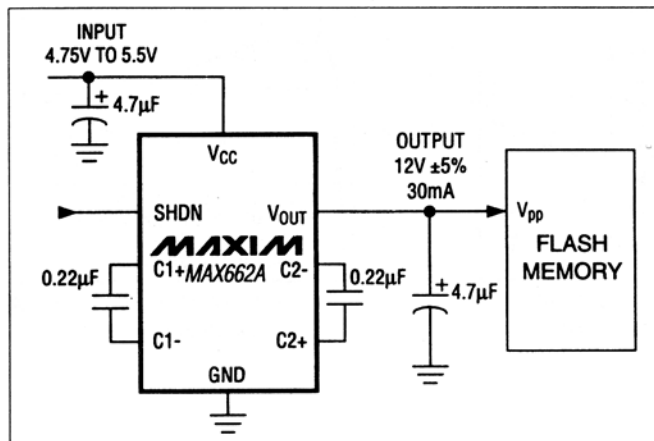 INPUT
4.75V TO 5.5V
+
4.7µF
VCC
OUTPUT
12V ±5%
30mA
SHDN
VOUT
Vpp
FLASH
MEMORY
MAXIM
MAX662A
0.22µF
C1+
C2-
0.22µF
+
4.7µF
C1-
C2+
GND